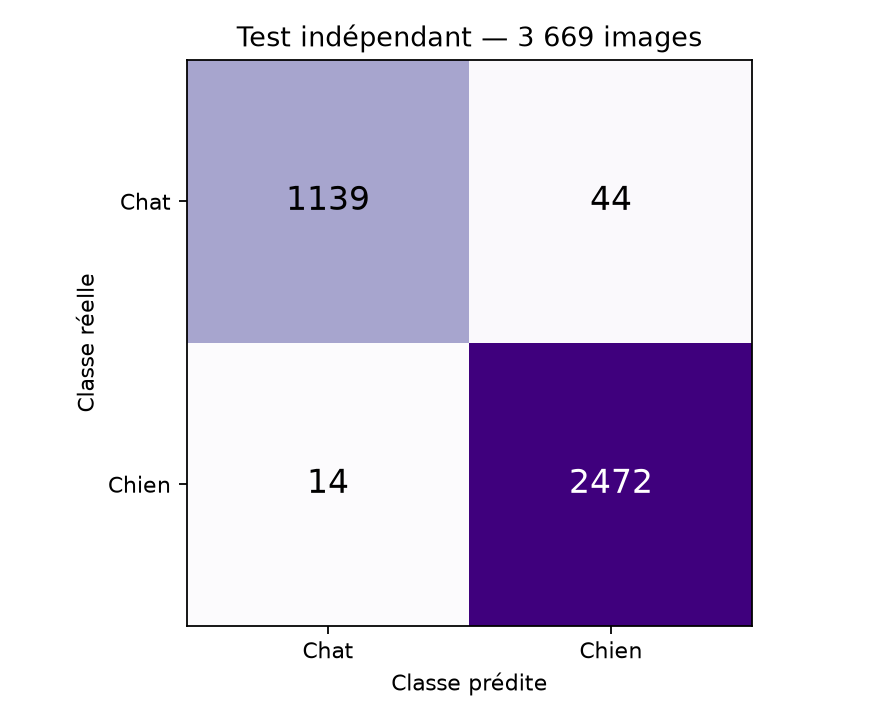 Test indépendant — 3 669 images
Classe réelle
Chat
1139
44
Chien
14
2472
Chat
Chien
Classe prédite